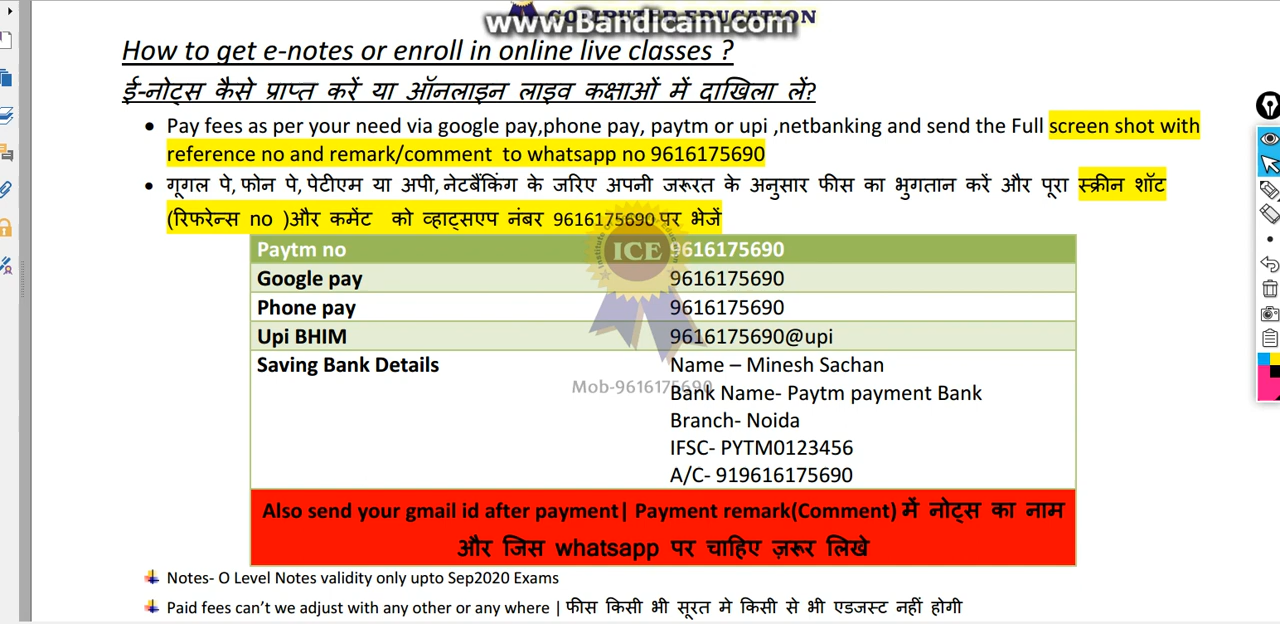 COMPUTER EDUCATION
www.Bandicam.com
How to get e-notes or enroll in online live classes ?
ई-नोट्स कैसे प्राप्त करें या ऑनलाइन लाइव कक्षाओं में दाखिला लें?
Pay fees as per your need via google pay,phone pay, paytm or upi ,netbanking and send the Full screen shot with
reference no and remark/comment to whatsapp no 9616175690
गूगल पे,फोन पे,पेटीएम या अपी,नेटबैंकिंग के जरिए अपनी जरूरत के अनुसार फीस का भुगतान करें और पूरा स्क्रीन शॉट
(रिफरेन्स no )और कमेंट को व्हाट्सएप नंबर 9616175690 पर भेजें
Paytm no 9616175690
Google pay 9616175690
Phone pay 9616175690
Upi BHIM 9616175690@upi
Saving Bank Details Name – Minesh Sachan
Bank Name- Paytm payment Bank
Branch- Noida
IFSC- PYTM0123456
A/C- 919616175690
ICE
Mob-9616175690
Also send your gmail id after payment| Payment remark(Comment) में नोट्स का नाम
और जिस whatsapp पर चाहिए ज़रूर लिखे
Notes- O Level Notes validity only upto Sep2020 Exams
Paid fees can't we adjust with any other or any where | फीस किसी भी सूरत मे किसी से भी एडजस्ट नहीं होगी